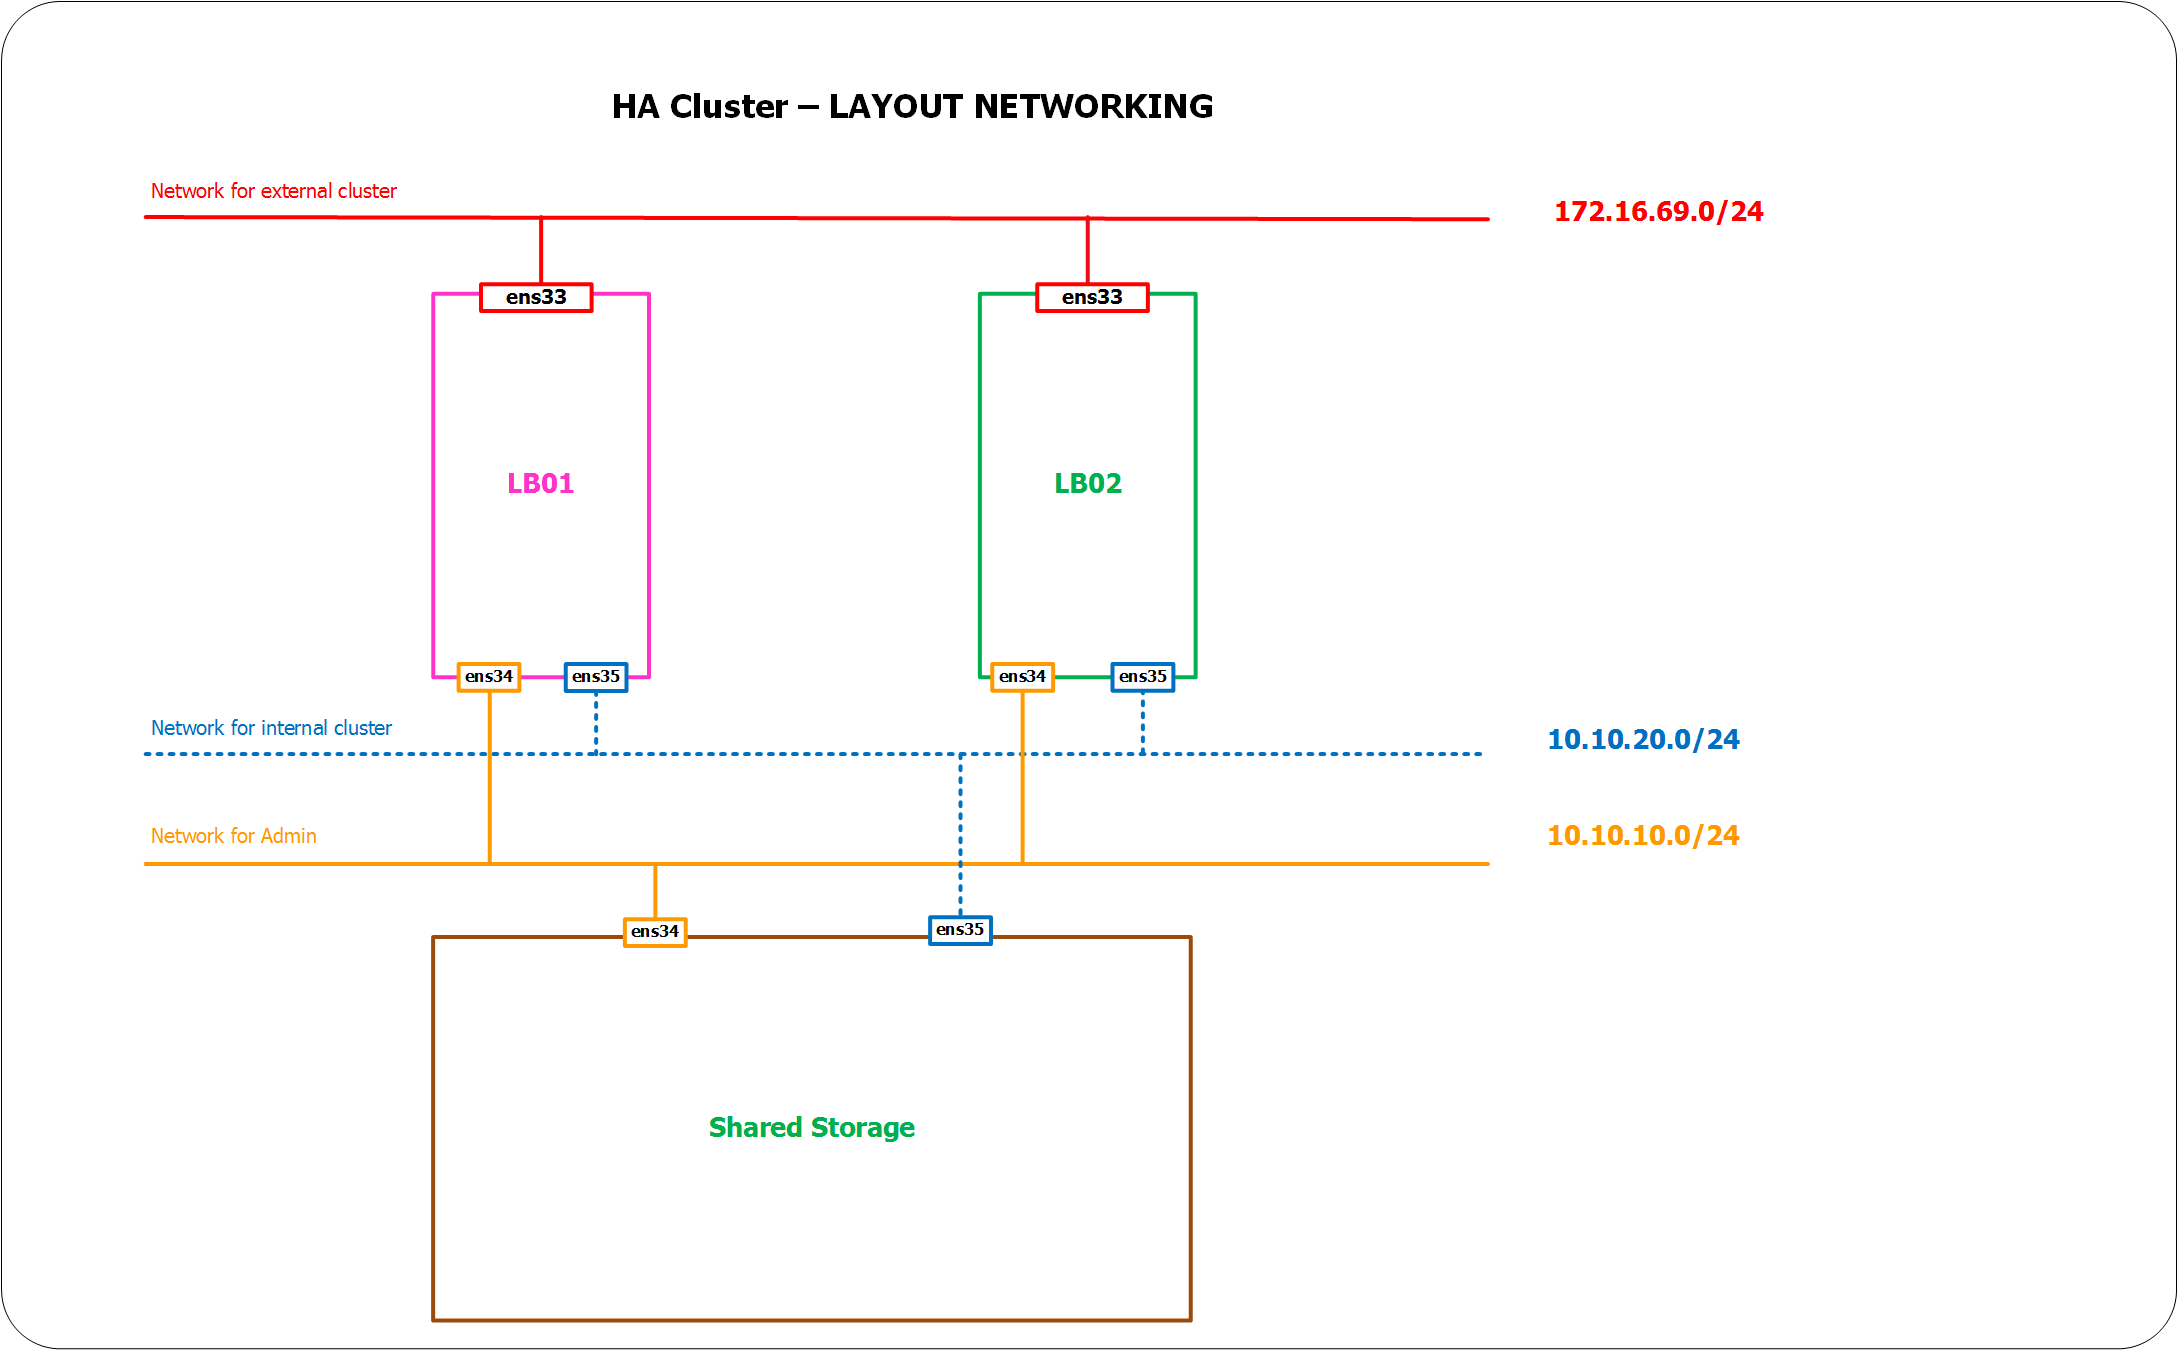 HA Cluster – LAYOUT NETWORKING
Network for external cluster
172.16.69.0/24
ens33
ens33
LB01
LB02
ens34
ens35
ens34
ens35
Network for internal cluster
10.10.20.0/24
Network for Admin
10.10.10.0/24
ens34
ens35
Shared Storage